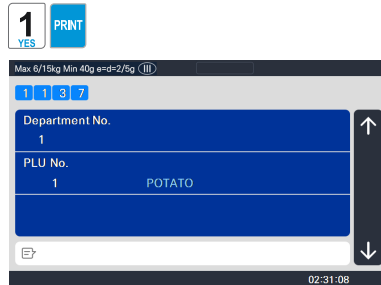 1 PRINT
YES
Max 6/15kg Min 40g e=d=2/5g (III)
1 1 3 7
Department No.
1
PLU No.
1 POTATO
02:31:08